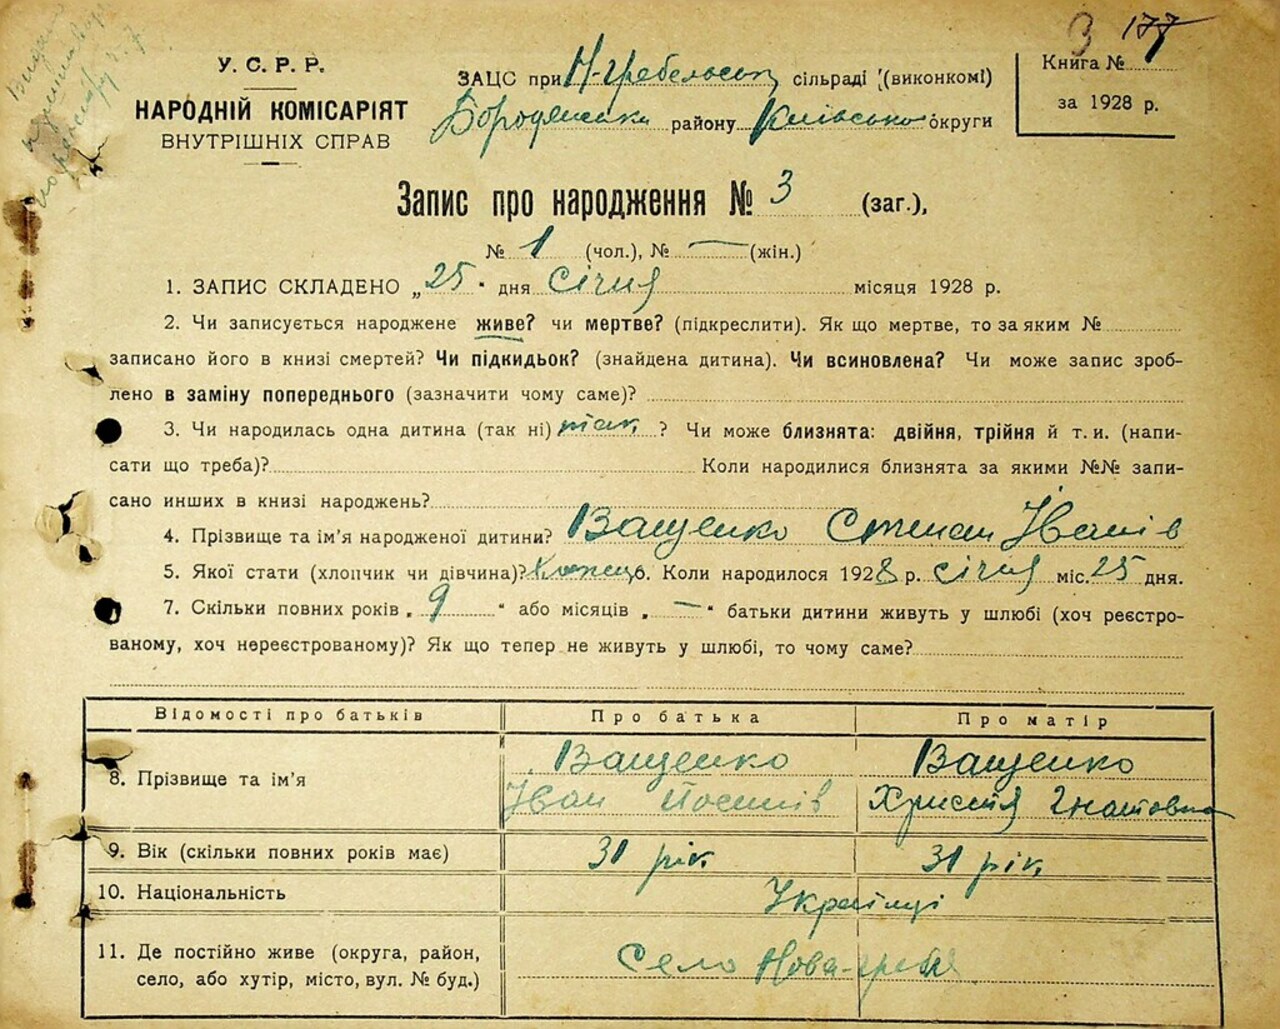 3 177
У. С. Р. Р.
НАРОДНІЙ КОМІСАРІЯТ
ВНУТРІШНІХ СПРАВ
ЗАЦС при Н-Гребельськ. сільраді (виконкомі)
Бородянськ. району Київської округи
Книга №
за 1928 р.
Запис про народження № 3 (заг.),
№ 1 (чол.), № — (жін.)
1. ЗАПИС СКЛАДЕНО „25" дня Січня місяця 1928 р.
2. Чи записується народжене живе? чи мертве? (підкреслити). Як що мертве, то за яким №
записано його в книзі смертей? Чи підкидьок? (знайдена дитина). Чи всиновлена? Чи може запис зроб-
лено в заміну попереднього (зазначити чому саме)?
3. Чи народилась одна дитина (так ні) так ? Чи може близнята: двійня, трійня й т. и. (напи-
сати що треба)? Коли народилися близнята за якими №№ запи-
сано инших в книзі народжень?
4. Прізвище та ім'я народженої дитини? Ващенко Степан Іванів
5. Якої стати (хлопчик чи дівчина)? Хлопець 6. Коли народилося 1928 р. січня міс. 25 дня.
7. Скільки повних років „ 9 " або місяців „ — " батьки дитини живуть у шлюбі (хоч реєстро-
ваному, хоч нереєстрованому)? Як що тепер не живуть у шлюбі, то чому саме?
Відомості про батьків Про батька Про матір
8. Прізвище та ім'я Ващенко Іван Йосипів Ващенко Христя Гнатовна
9. Вік (скільки повних років має) 31 рік 31 рік
10. Національність Українці
11. Де постійно живе (округа, район,
село, або хутір, місто, вул. № буд.) Село Нова-Гребля